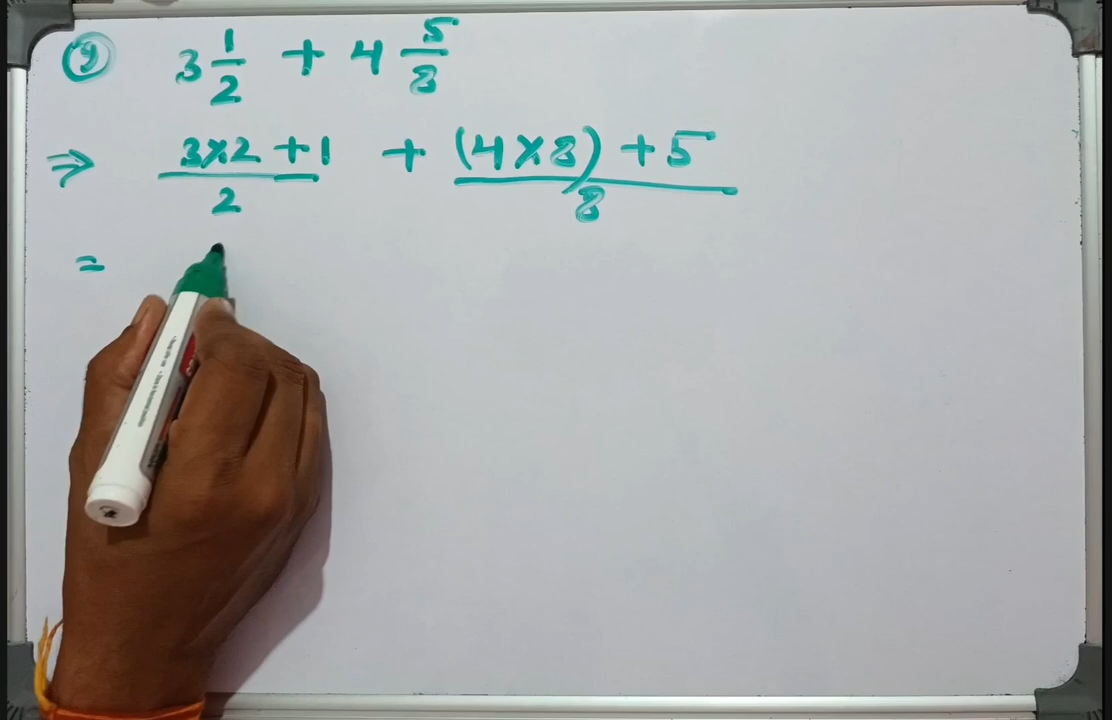 9 3 1/2 + 4 5/8
⇒ (3×2+1)/2 + ((4×8)+5)/8
=